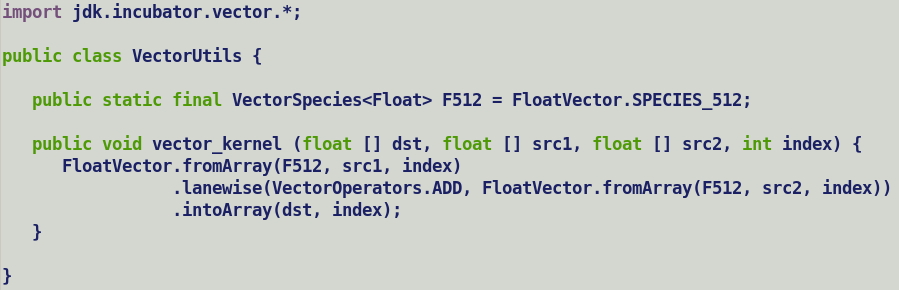 import jdk.incubator.vector.*;
public class VectorUtils {
public static final VectorSpecies<Float> F512 = FloatVector.SPECIES_512;
public void vector_kernel (float [] dst, float [] src1, float [] src2, int index) {
FloatVector.fromArray(F512, src1, index)
.lanewise(VectorOperators.ADD, FloatVector.fromArray(F512, src2, index))
.intoArray(dst, index);
}
}